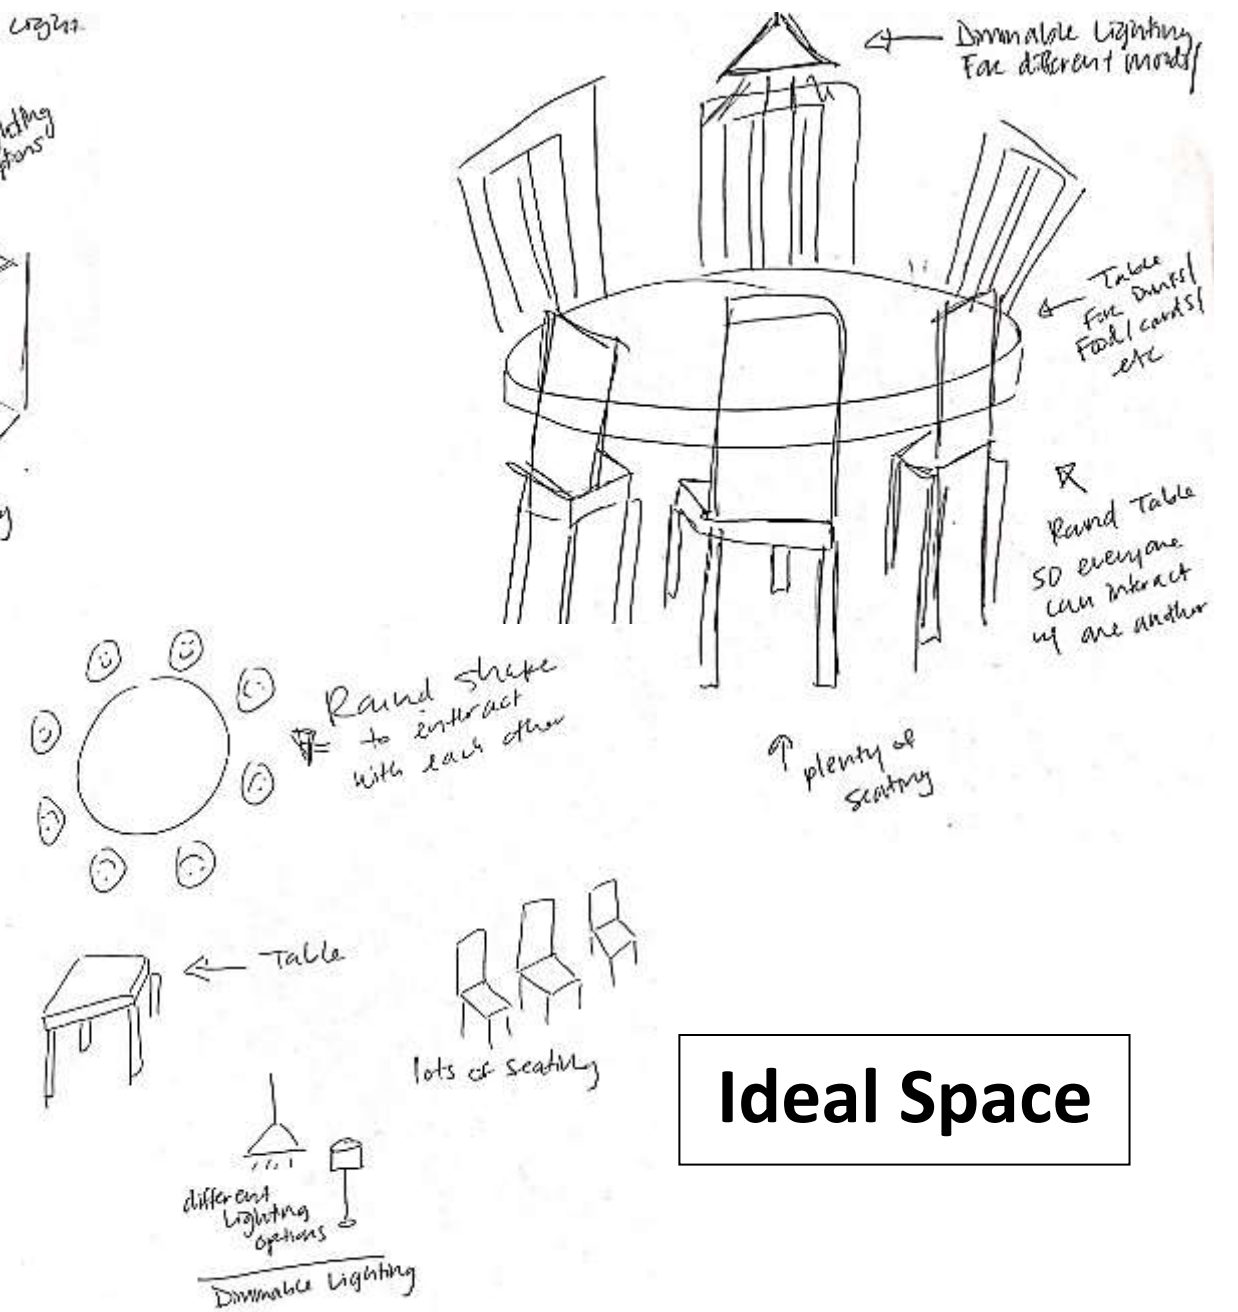 Light.
Dimmable Lighting
For different moods/
Table
For Drinks/
Food/cards/
etc
Round Table
so everyone
can interact
w/ one another
plenty of
seating
Round shape
to interact
with each other
Table
lots of seating
different
lighting
options
Dimmable Lighting
Ideal Space